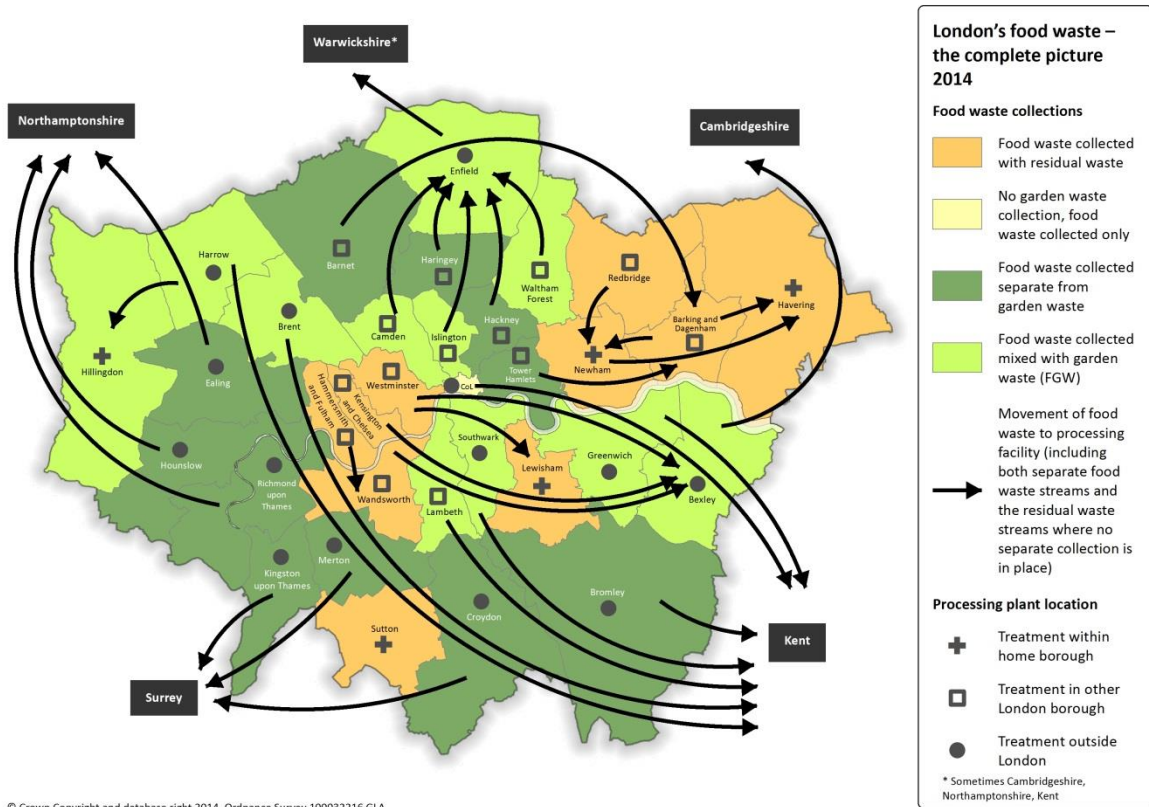 Warwickshire*
Northamptonshire
Cambridgeshire
Enfield
Harrow
Barnet
Haringey
Waltham
Forest
Redbridge
Havering
Barking and
Dagenham
Hillingdon
Brent
Camden
Islington
Hackney
Tower
Hamlets
Newham
Ealing
Westminster
Kensington
and Chelsea
Hammersmith
and Fulham
CoL
Hounslow
Richmond
upon
Thames
Wandsworth
Southwark
Lambeth
Lewisham
Greenwich
Bexley
Kingston
upon Thames
Merton
Sutton
Croydon
Bromley
Kent
Surrey
London's food waste –
the complete picture
2014
Food waste collections
Food waste collected
with residual waste
No garden waste
collection, food
waste collected only
Food waste collected
separate from
garden waste
Food waste collected
mixed with garden
waste (FGW)
Movement of food
waste to processing
facility (including
both separate food
waste streams and
the residual waste
streams where no
separate collection is
in place)
Processing plant location
Treatment within
home borough
Treatment in other
London borough
Treatment outside
London
* Sometimes Cambridgeshire,
Northamptonshire, Kent